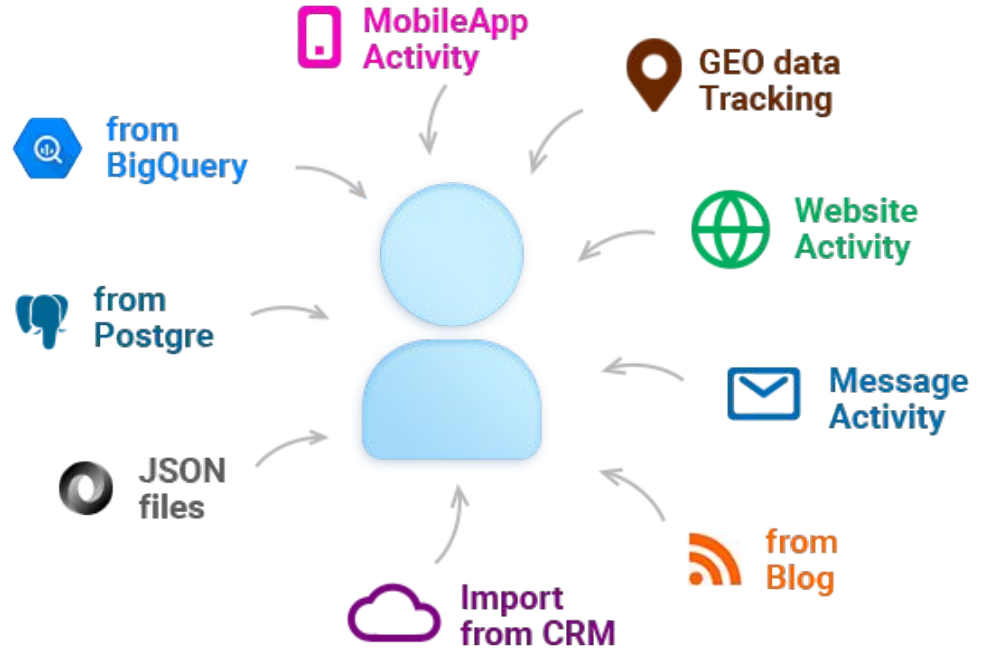 MobileApp
Activity
GEO data
Tracking
from
BigQuery
Website
Activity
from
Postgre
Message
Activity
JSON
files
from
Blog
Import
from CRM